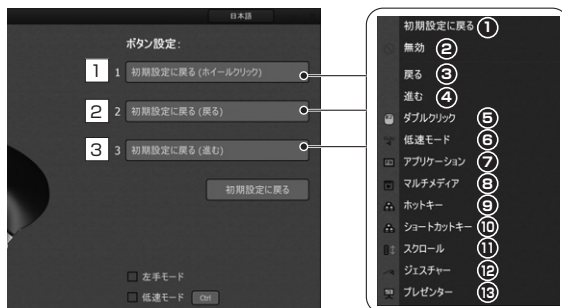 日本語
ボタン設定:
1 1 初期設定に戻る(ホイールクリック)
2 2 初期設定に戻る(戻る)
3 3 初期設定に戻る(進む)
初期設定に戻る
左手モード
低速モード Ctrl
初期設定に戻る ①
無効 ②
戻る ③
進む ④
ダブルクリック ⑤
低速モード ⑥
アプリケーション ⑦
マルチメディア ⑧
ホットキー ⑨
ショートカットキー ⑩
スクロール ⑪
ジェスチャー ⑫
プレゼンター ⑬